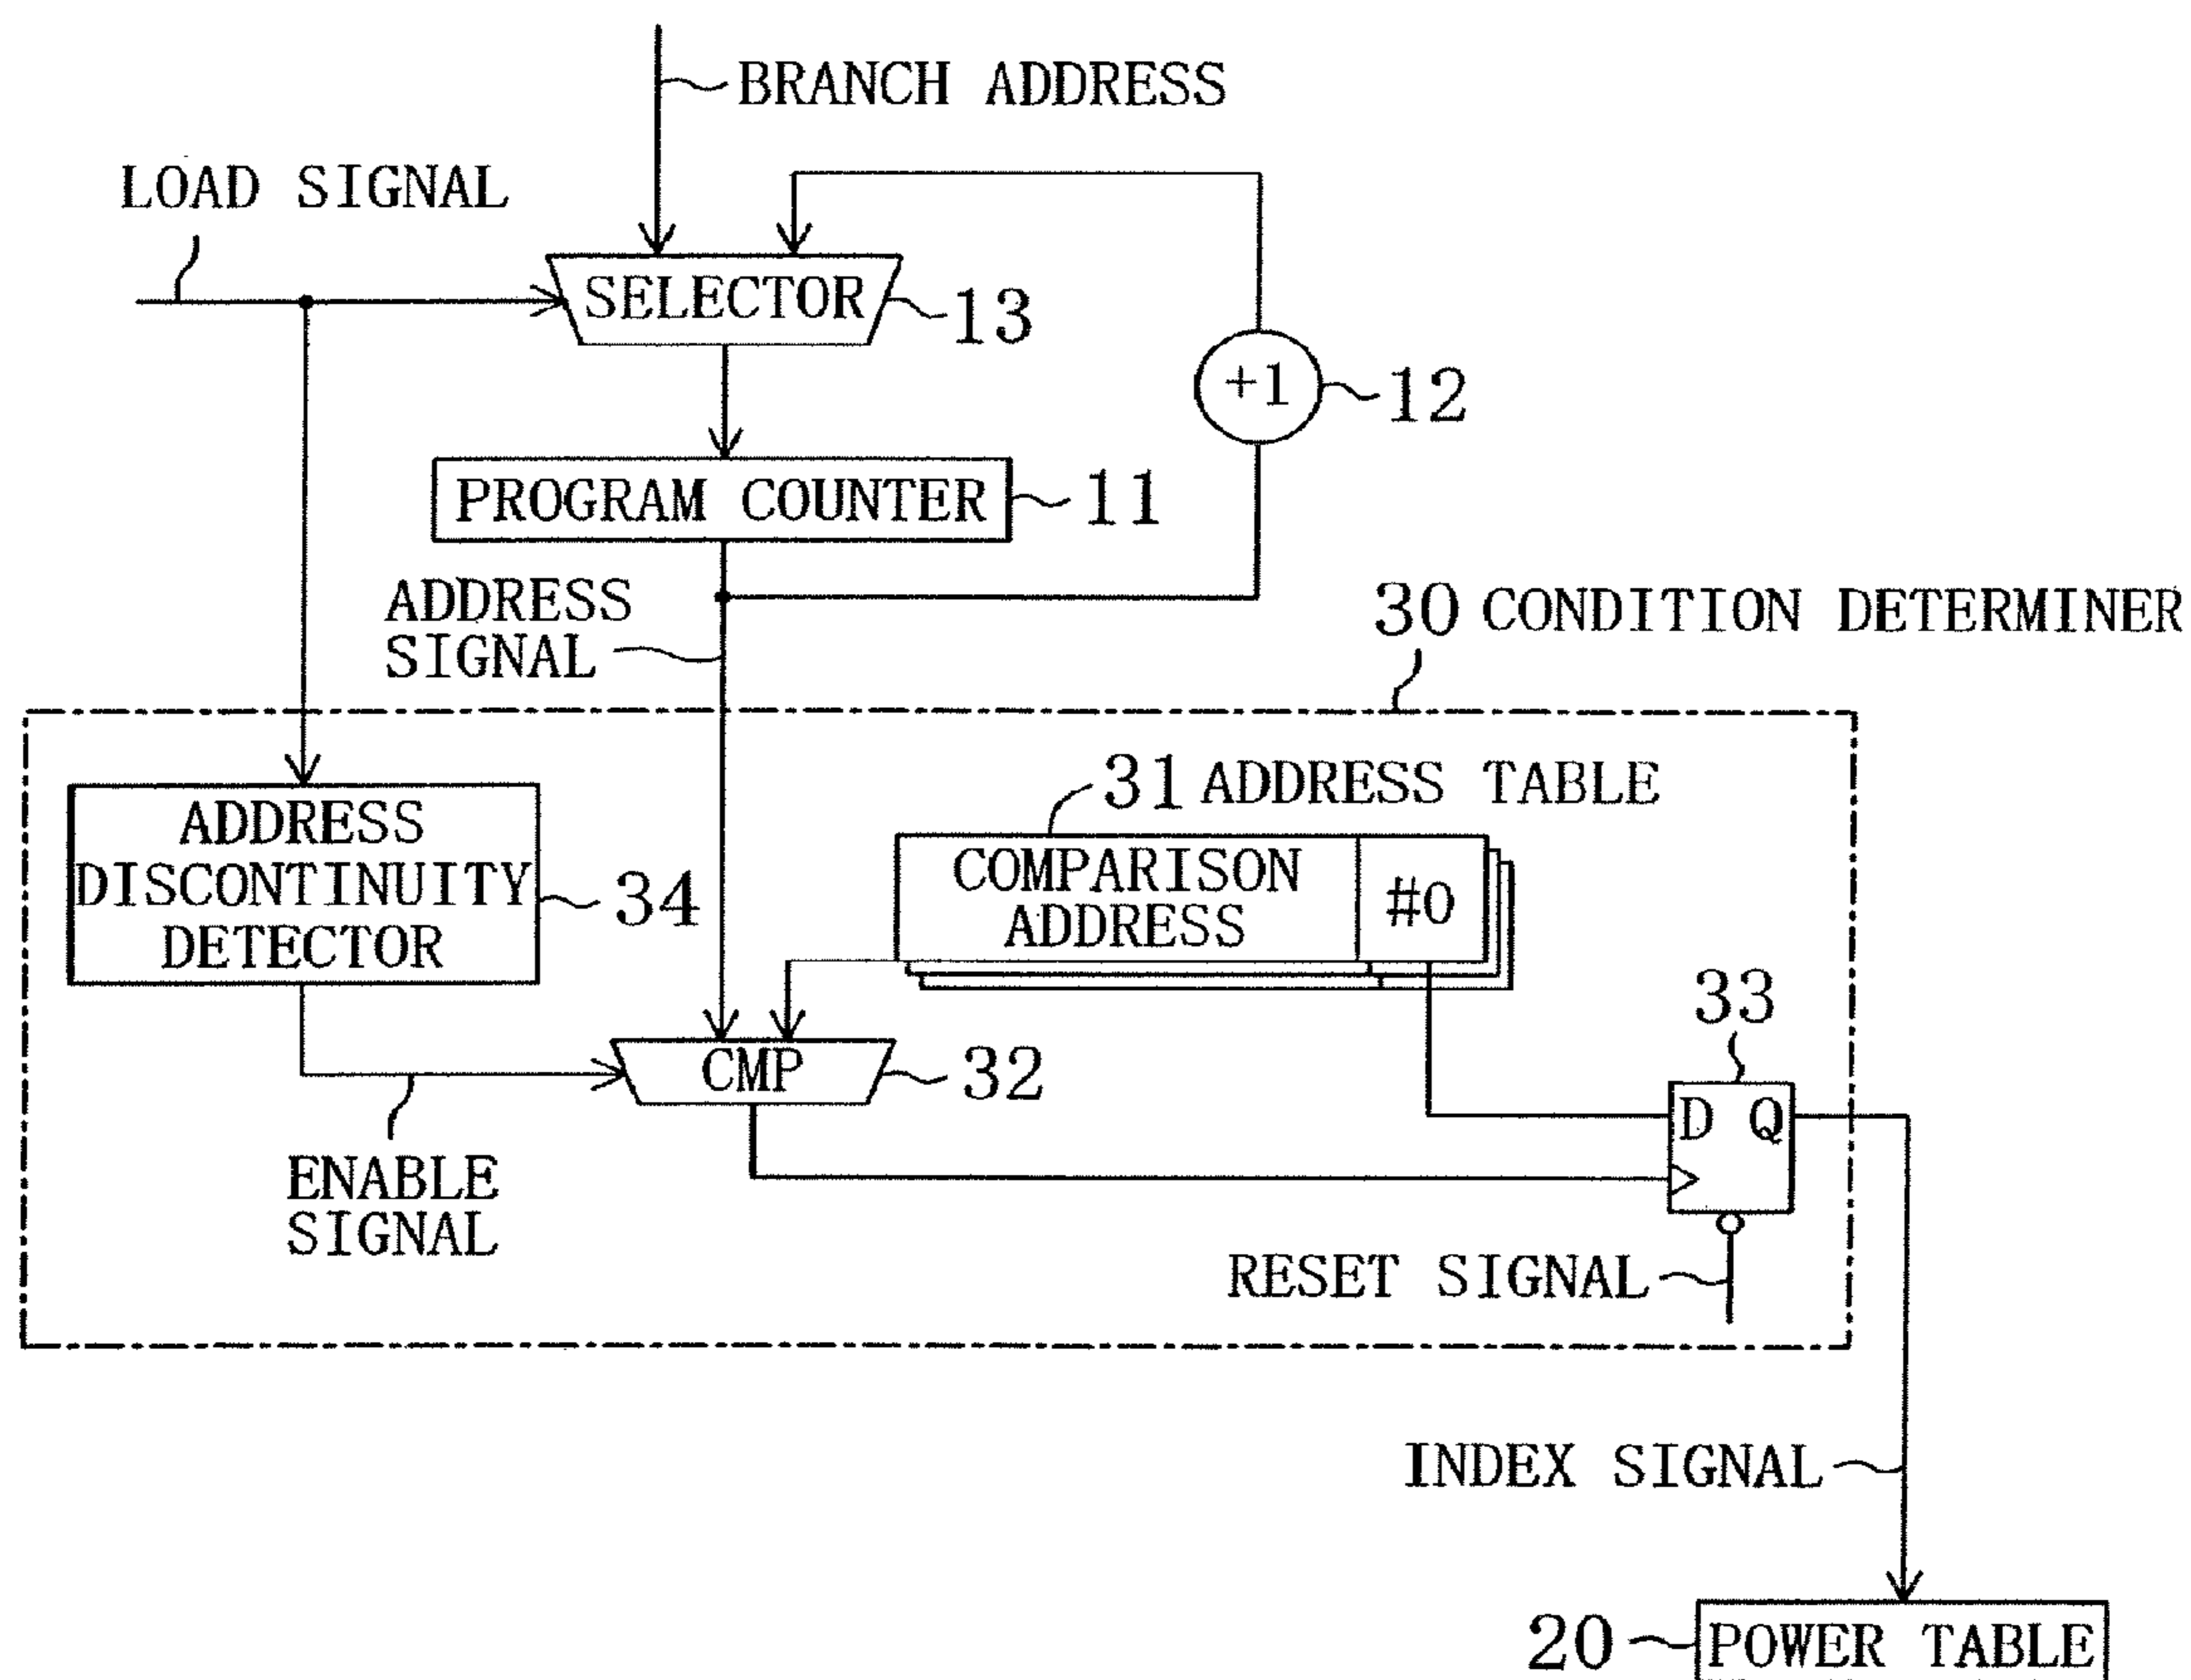 BRANCH ADDRESS
LOAD SIGNAL
SELECTOR
13
+1
12
PROGRAM COUNTER
11
ADDRESS
SIGNAL
30 CONDITION DETERMINER
31 ADDRESS TABLE
ADDRESS
DISCONTINUITY
DETECTOR
34
COMPARISON
ADDRESS
#0
33
CMP
32
D Q
ENABLE
SIGNAL
RESET SIGNAL
INDEX SIGNAL
20
POWER TABLE